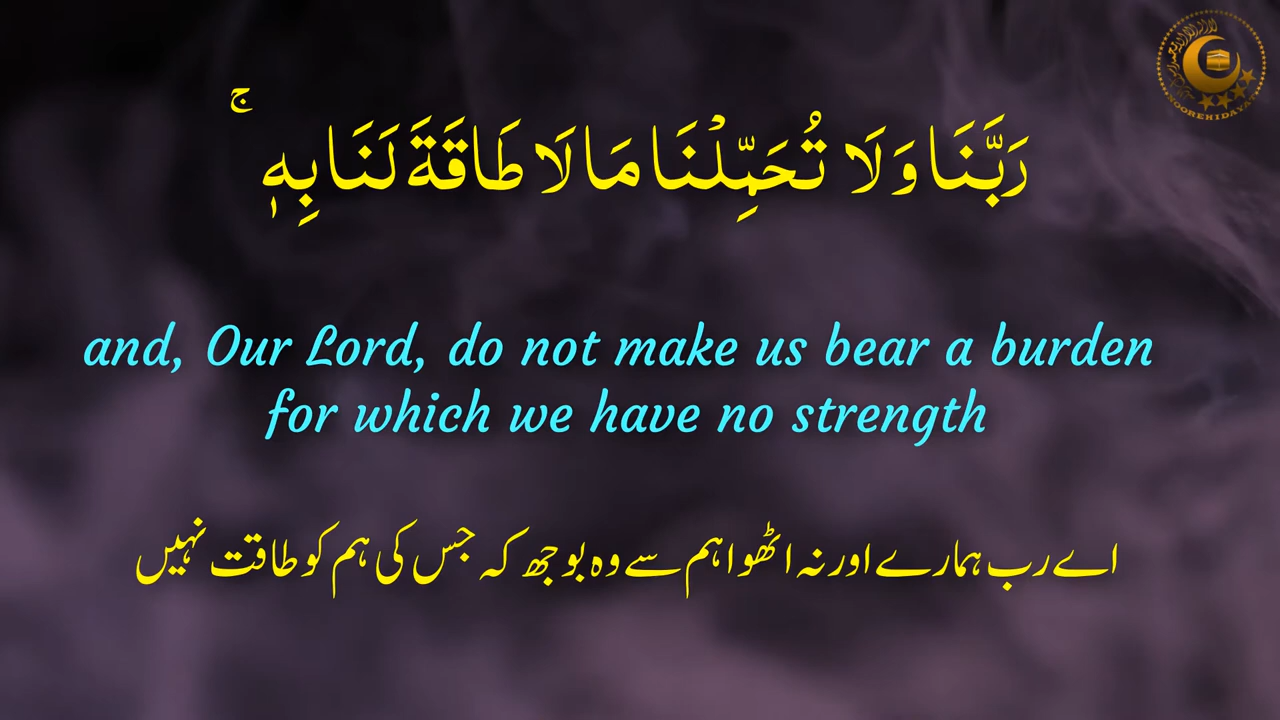 رَبَّنَا وَلَا تُحَمِّلْنَا مَا لَا طَاقَةَ لَنَا بِهٖ ۚ
and, Our Lord, do not make us bear a burden
for which we have no strength
اے رب ہمارے اور نہ اٹھوا ہم سے وہ بوجھ کہ جس کی ہم کو طاقت نہیں
NOOREHIDAYAT